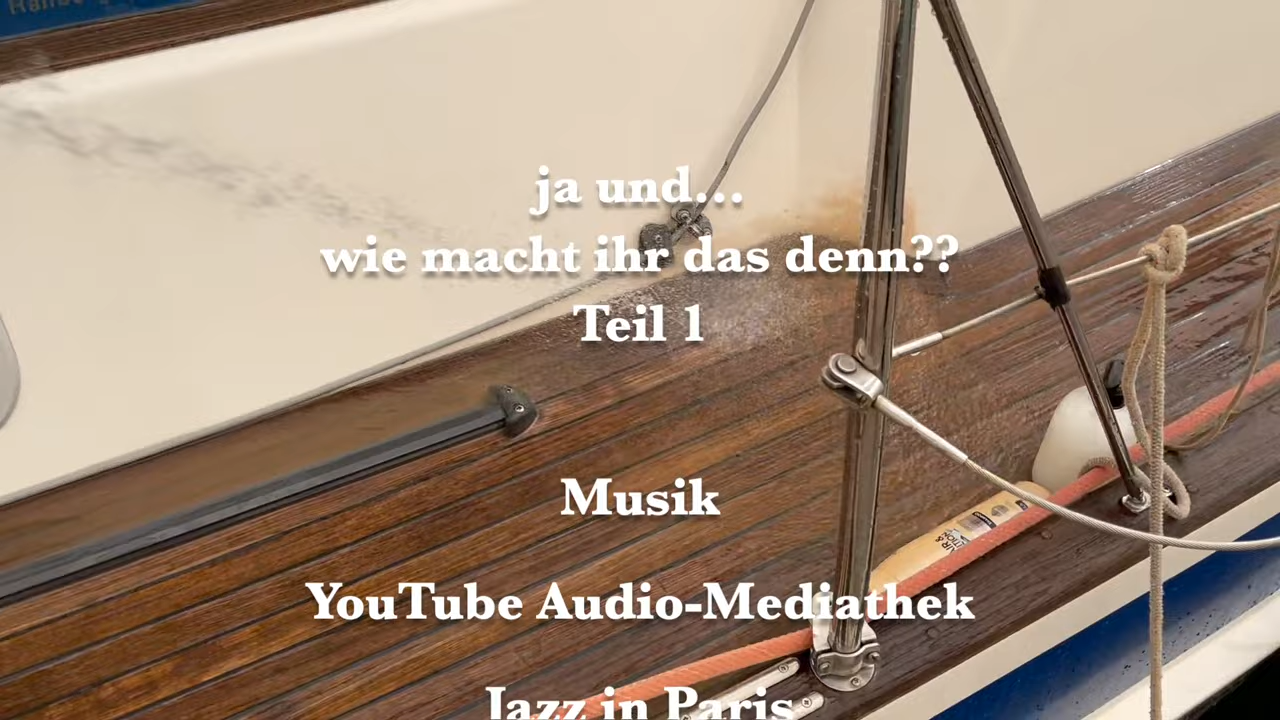 ja und...
wie macht ihr das denn??
Teil 1
Musik
YouTube Audio-Mediathek
Jazz in Paris